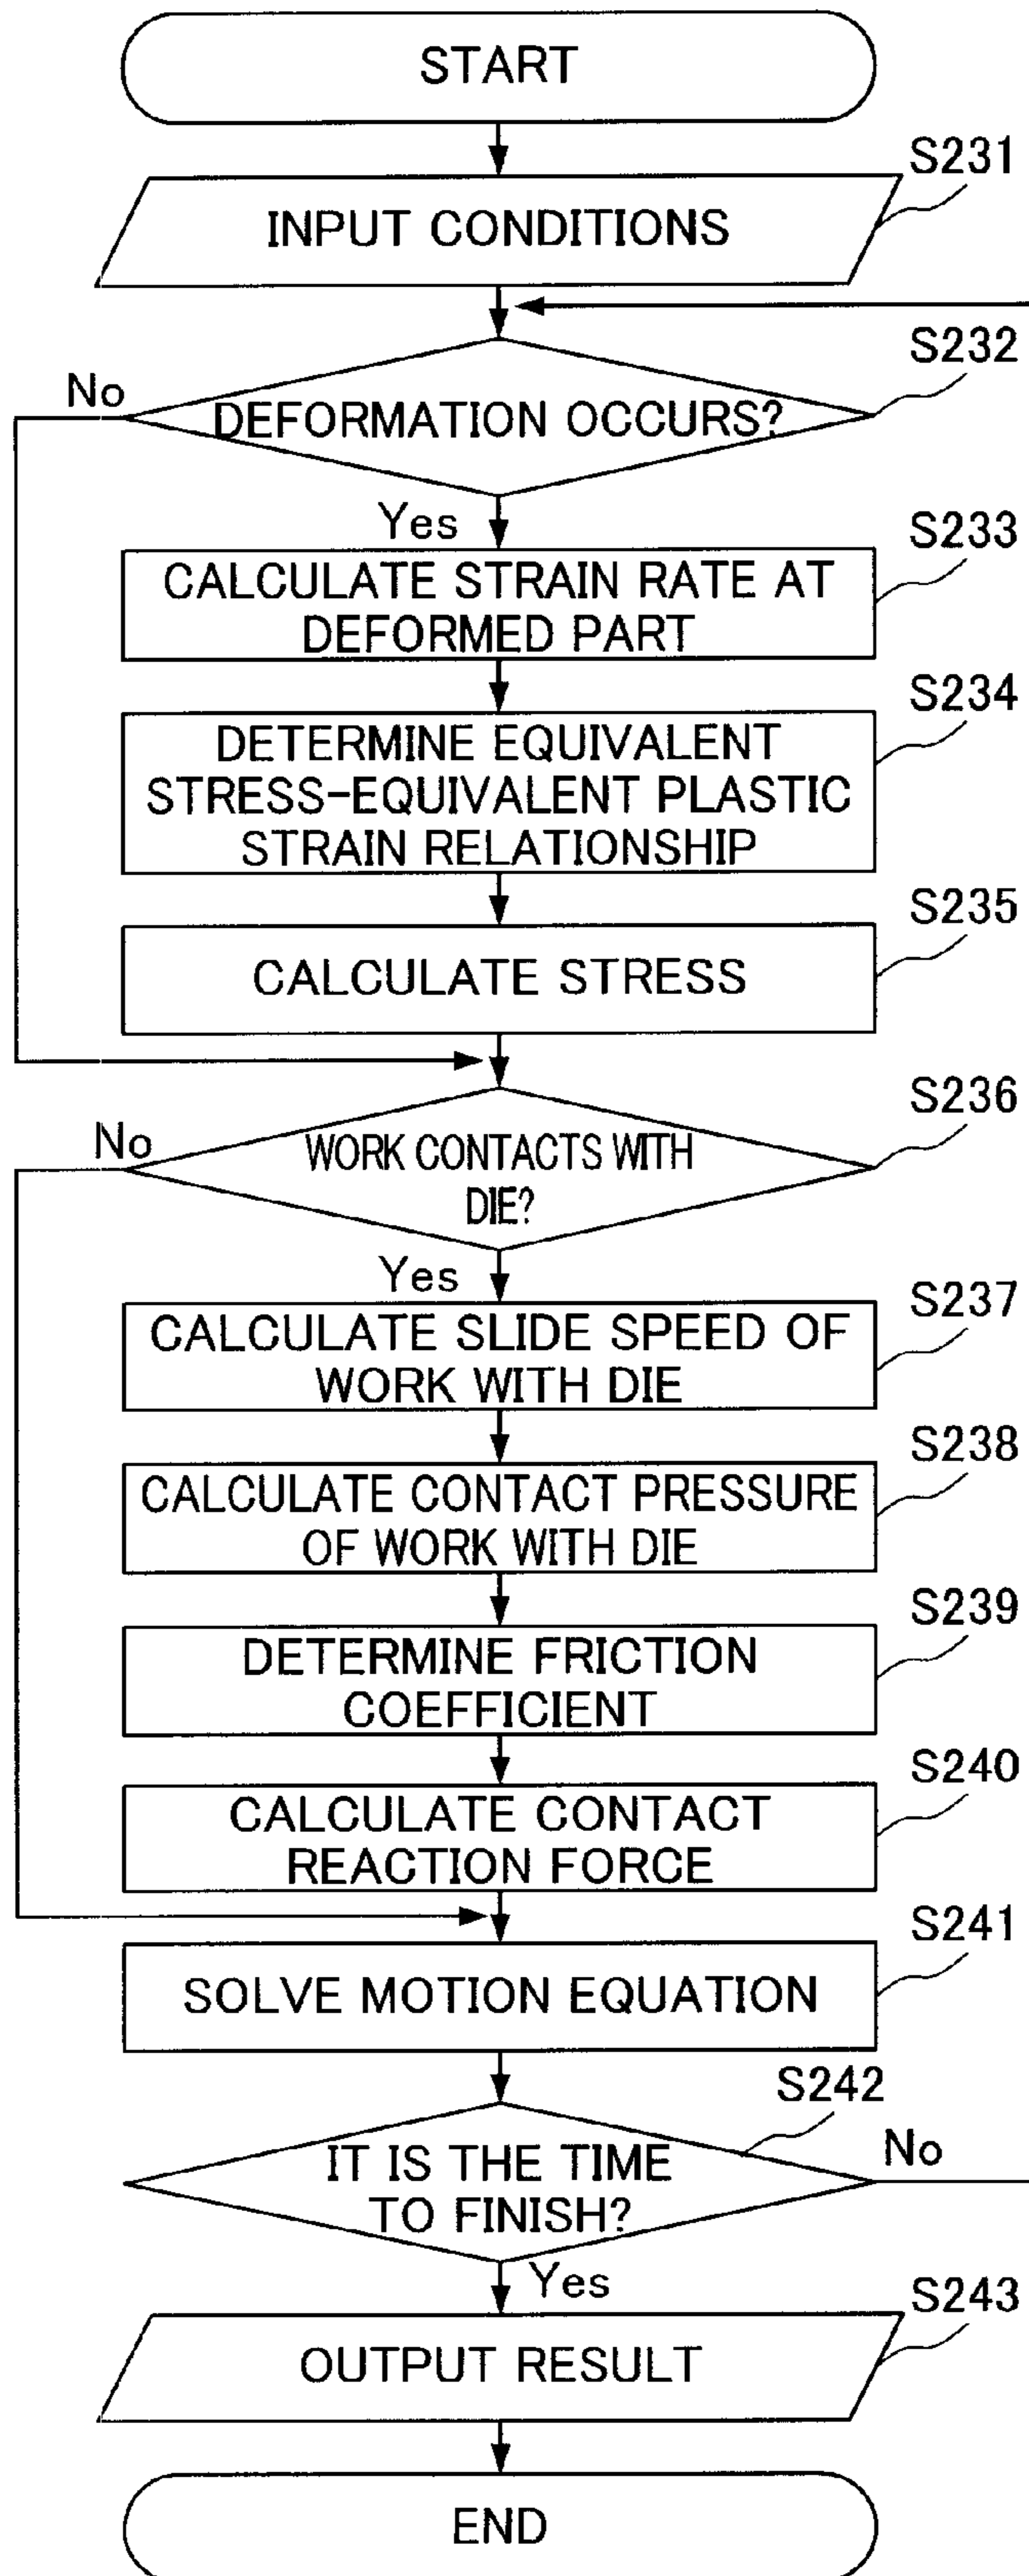 START
S231
INPUT CONDITIONS
S232
No
DEFORMATION OCCURS?
Yes
S233
CALCULATE STRAIN RATE AT
DEFORMED PART
S234
DETERMINE EQUIVALENT
STRESS-EQUIVALENT PLASTIC
STRAIN RELATIONSHIP
S235
CALCULATE STRESS
S236
No
WORK CONTACTS WITH
DIE?
Yes
S237
CALCULATE SLIDE SPEED OF
WORK WITH DIE
S238
CALCULATE CONTACT PRESSURE
OF WORK WITH DIE
S239
DETERMINE FRICTION
COEFFICIENT
S240
CALCULATE CONTACT
REACTION FORCE
S241
SOLVE MOTION EQUATION
S242
No
IT IS THE TIME
TO FINISH?
Yes
S243
OUTPUT RESULT
END